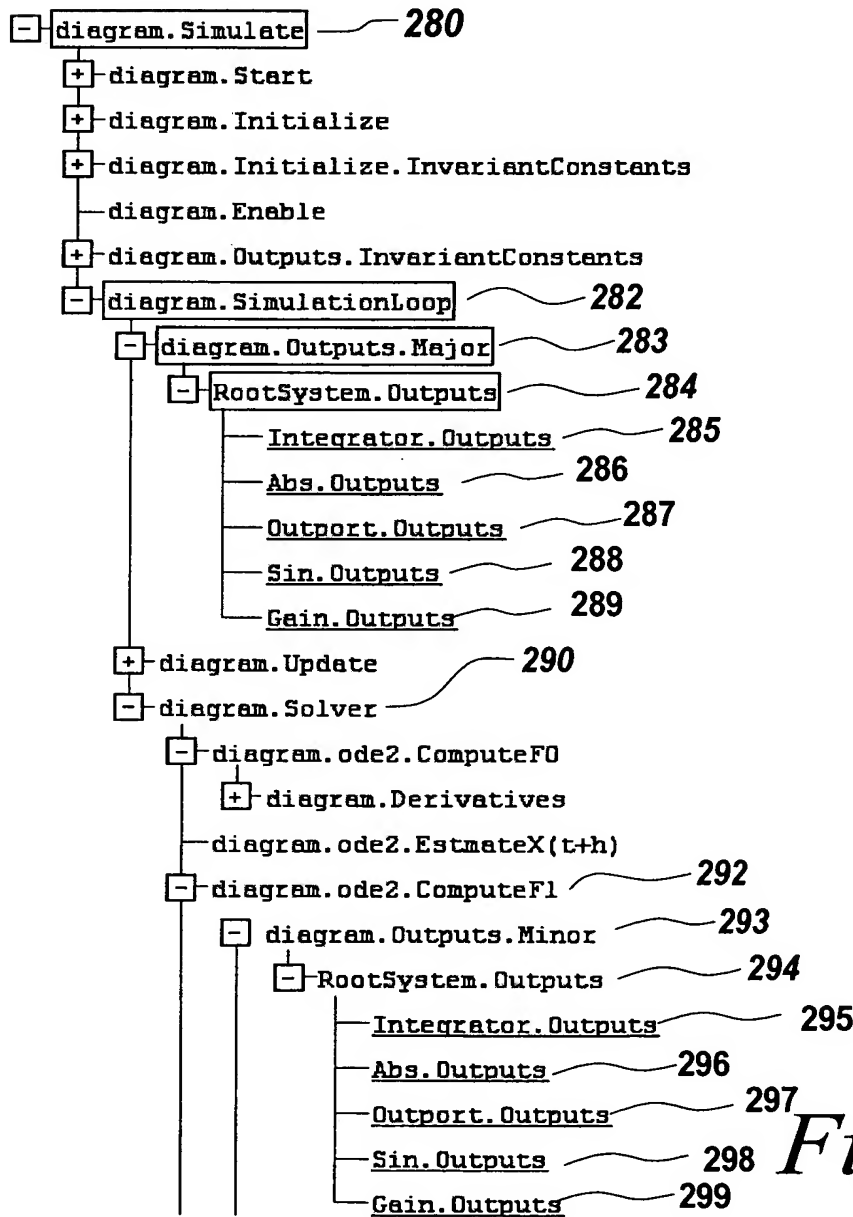 diagram.Simulate 280
diagram.Start
diagram.Initialize
diagram.Initialize.InvariantConstants
diagram.Enable
diagram.Outputs.InvariantConstants
diagram.SimulationLoop 282
diagram.Outputs.Major 283
RootSystem.Outputs 284
Integrator.Outputs 285
Abs.Outputs 286
Outport.Outputs 287
Sin.Outputs 288
Gain.Outputs 289
diagram.Update
diagram.Solver 290
diagram.ode2.ComputeF0
diagram.Derivatives
diagram.ode2.EstmateX(t+h)
diagram.ode2.ComputeF1 292
diagram.Outputs.Minor 293
RootSystem.Outputs 294
Integrator.Outputs 295
Abs.Outputs 296
Outport.Outputs 297
Sin.Outputs 298
Gain.Outputs 299